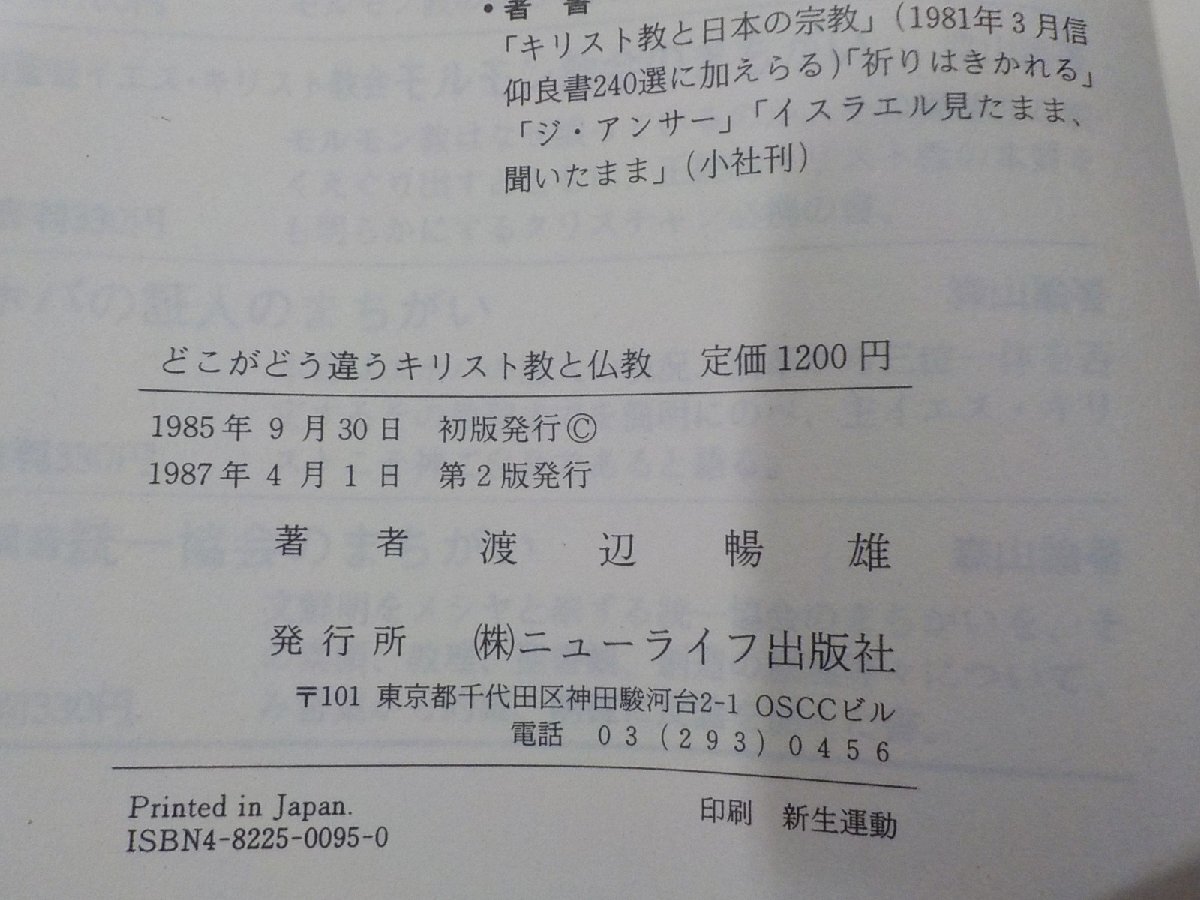 ・著書
「キリスト教と日本の宗教」(1981年3月信
仰良書240選に加えらる)「祈りはきかれる」
「ジ・アンサー」「イスラエル見たまま、
聞いたまま」(小社刊)
どこがどう違うキリスト教と仏教 定価1200円
1985年9月30日 初版発行©
1987年4月1日 第2版発行
著者 渡辺暢雄
発行所 ㈱ニューライフ出版社
〒101 東京都千代田区神田駿河台2-1 OSCCビル
電話 03(293)0456
Printed in Japan.
ISBN4-8225-0095-0
印刷 新生運動